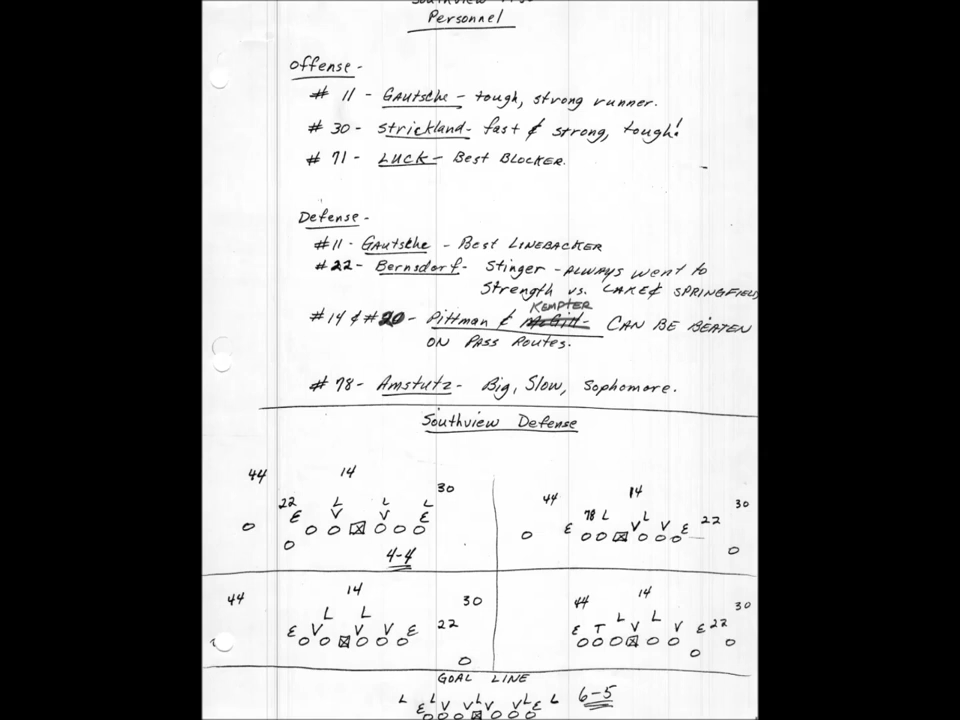 Southview
Personnel
Offense -
# 11 - Gautsche - tough, strong runner.
# 30 - Strickland - fast & strong, tough!
# 71 - LUCK - Best BLOCKER.
Defense -
#11 - Gautsche - Best LINEBACKER
#22 - Bernsdorf - Stinger - ALWAYS went to
Strength vs. LAKE & SPRINGFIELD
KEMPTER
#14 & #20 - Pittman & CAN BE BEATEN
ON PASS Routes.
# 78 - Amstutz - Big, Slow, Sophomore.
Southview Defense
44 14 30
22 L L L
E V V E
4-4
44 14 30
E 78 L V L V E 22
44 14 30
L L
E V V V E 22
44 14 30
E T L V L V E 22
GOAL LINE
L E L V V L V V L E L
6-5